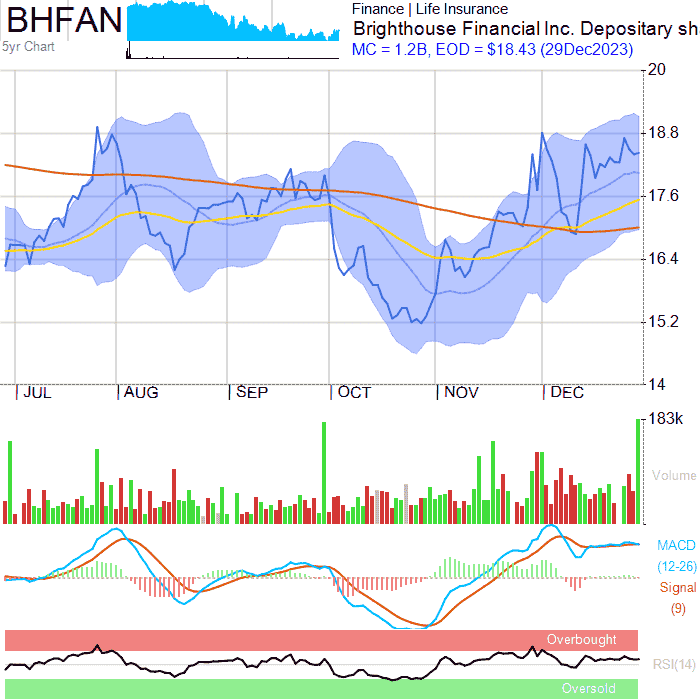 BHFAN
5yr Chart
Finance | Life Insurance
Brighthouse Financial Inc. Depositary sh
MC = 1.2B, EOD = $18.43 (29Dec2023)
20
18.8
17.6
16.4
15.2
14
JUL AUG SEP OCT NOV DEC
183k
Volume
MACD
(12-26)
Signal
(9)
Overbought
RSI(14)
Oversold